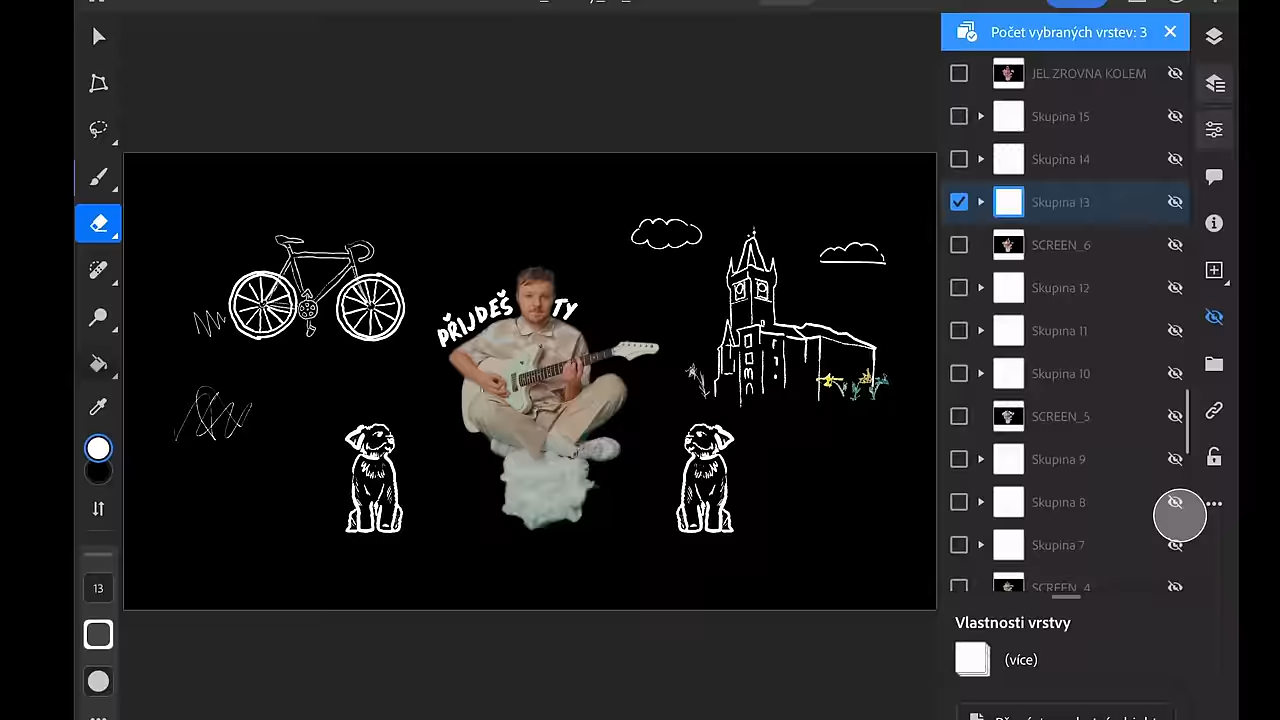 Počet vybraných vrstev: 3
JEL ZROVNA KOLEM
Skupina 15
Skupina 14
Skupina 13
SCREEN_6
Skupina 12
Skupina 11
Skupina 10
SCREEN_5
Skupina 9
Skupina 8
Skupina 7
SCREEN_4
PŘIJDEŠ TY
13
Vlastnosti vrstvy
(více)